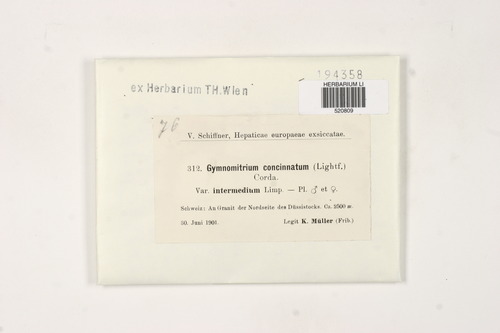 194358
ex Herbarium TH.Wien
HERBARIUM LI
520809
76
V. Schiffner, Hepaticae europaeae exsiccatae.
312. Gymnomitrium concinnatum (Lightf.)
Corda.
Var. intermedium Limp. — Pl. ♂ et ♀.
Schweiz: An Granit der Nordseite des Düssistocks. Ca. 2500 m.
30. Juni 1901. Legit K. Müller (Frib.)